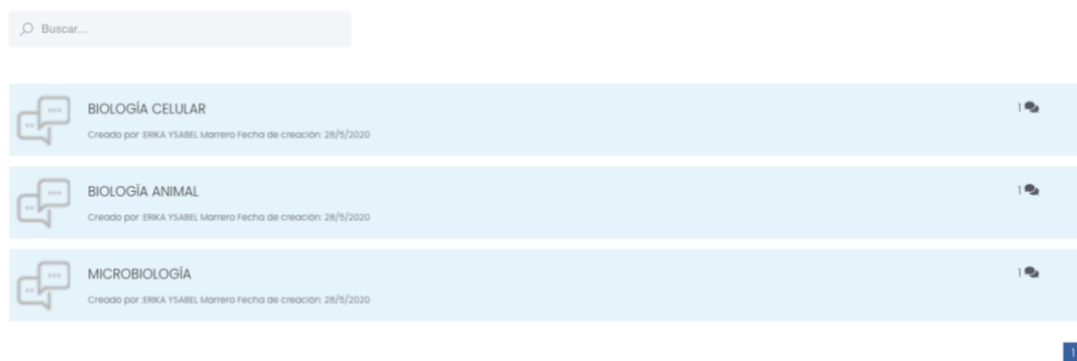 Buscar...
BIOLOGÍA CELULAR
1
Creado por :ERIKA YSABEL Marrero Fecha de creación: 28/5/2020
BIOLOGÍA ANIMAL
1
Creado por :ERIKA YSABEL Marrero Fecha de creación: 28/5/2020
MICROBIOLOGÍA
1
Creado por :ERIKA YSABEL Marrero Fecha de creación: 28/5/2020
1